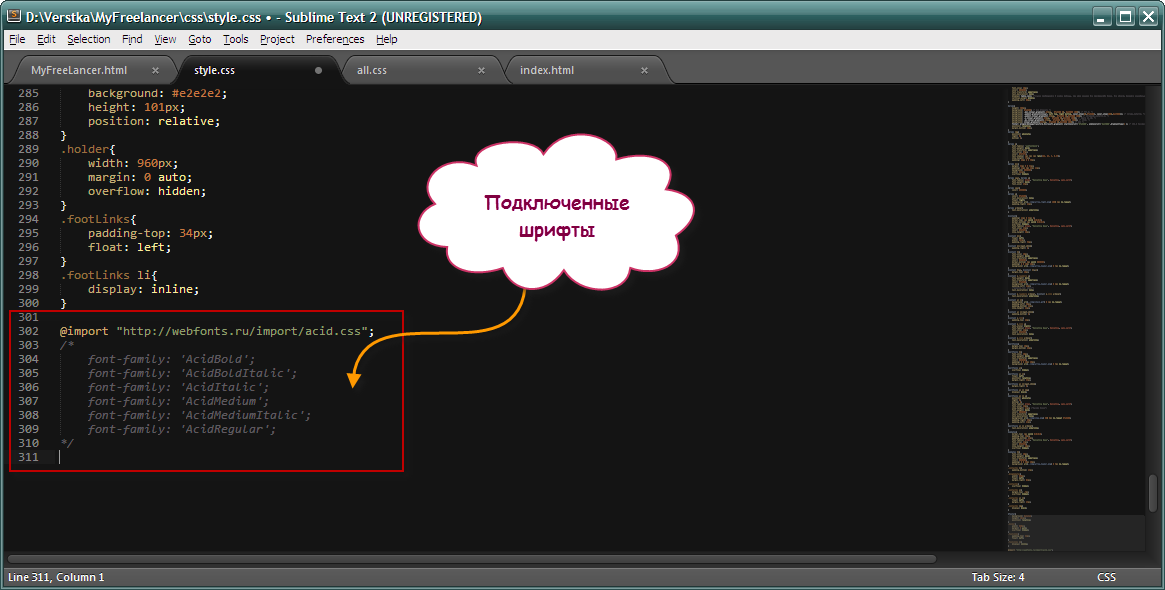 D:\Verstka\MyFreelancer\css\style.css • - Sublime Text 2 (UNREGISTERED)
File Edit Selection Find View Goto Tools Project Preferences Help
MyFreeLancer.html × style.css all.css × index.html ×
285 background: #e2e2e2;
286 height: 101px;
287 position: relative;
288 }
289 .holder{
290 width: 960px;
291 margin: 0 auto;
292 overflow: hidden;
293 }
294 .footLinks{
295 padding-top: 34px;
296 float: left;
297 }
298 .footLinks li{
299 display: inline;
300 }
301
302 @import "http://webfonts.ru/import/acid.css";
303 /*
304 font-family: 'AcidBold';
305 font-family: 'AcidBoldItalic';
306 font-family: 'AcidItalic';
307 font-family: 'AcidMedium';
308 font-family: 'AcidMediumItalic';
309 font-family: 'AcidRegular';
310 */
311
Подключенные
шрифты
Line 311, Column 1 Tab Size: 4 CSS